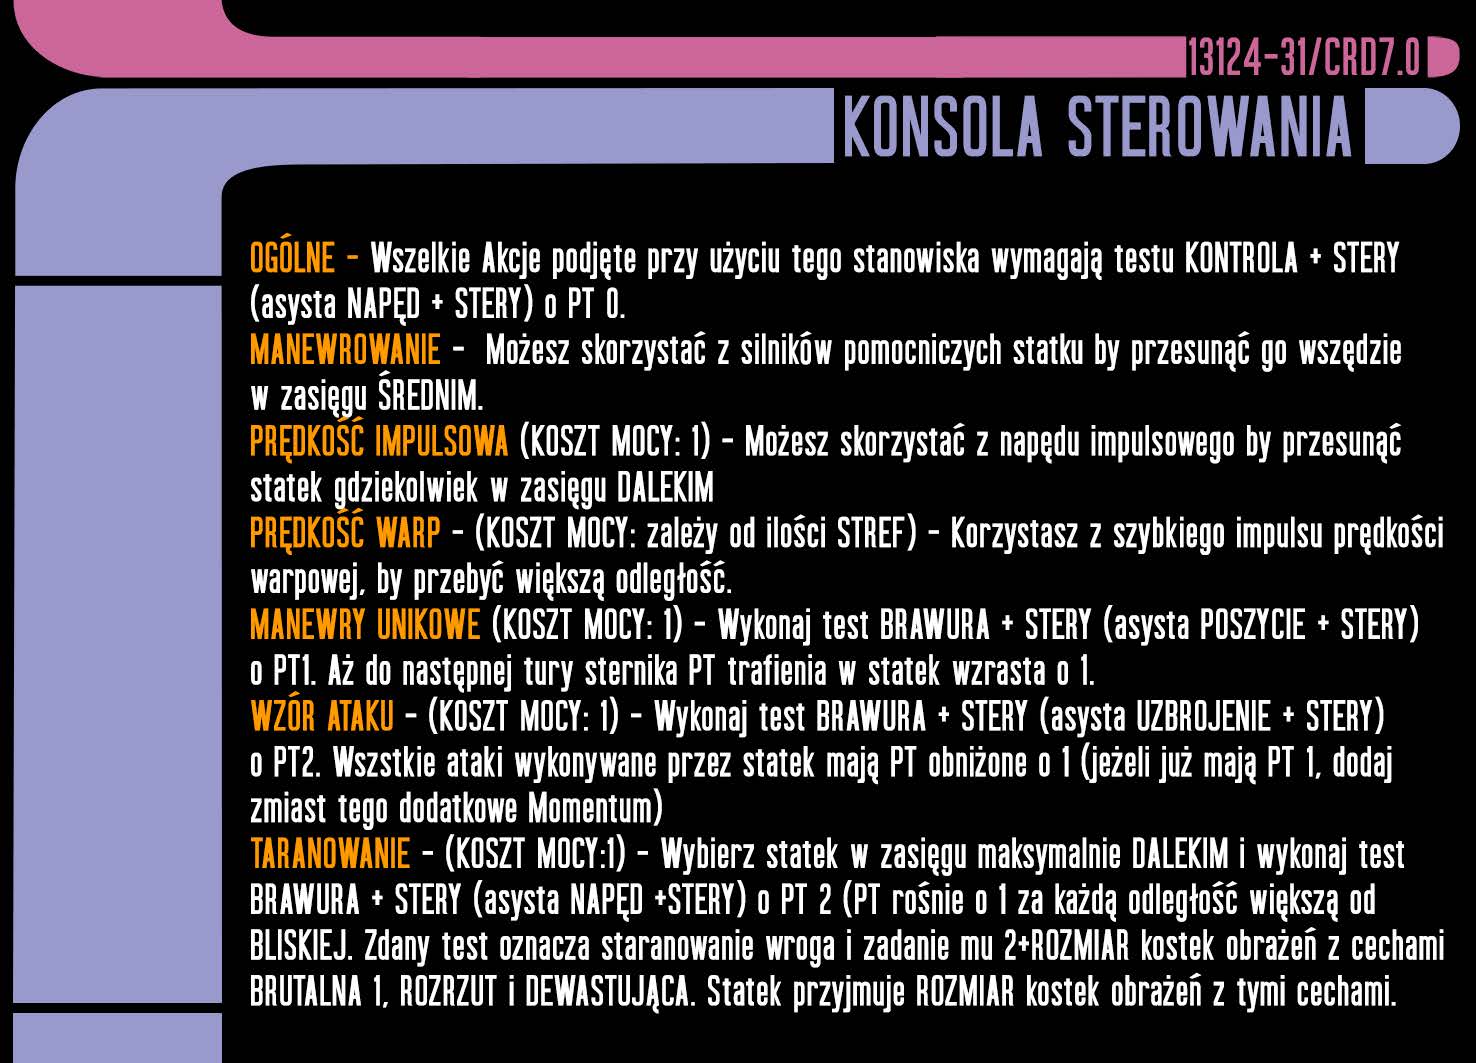 13124-31/CRD7.0
KONSOLA STEROWANIA
OGÓLNE - Wszelkie Akcje podjęte przy użyciu tego stanowiska wymagają testu KONTROLA + STERY
(asysta NAPĘD + STERY) o PT 0.
MANEWROWANIE - Możesz skorzystać z silników pomocniczych statku by przesunąć go wszędzie
w zasięgu ŚREDNIM.
PRĘDKOŚĆ IMPULSOWA (KOSZT MOCY: 1) - Możesz skorzystać z napędu impulsowego by przesunąć
statek gdziekolwiek w zasięgu DALEKIM
PRĘDKOŚĆ WARP - (KOSZT MOCY: zależy od ilości STREF) - Korzystasz z szybkiego impulsu prędkości
warpowej, by przebyć większą odległość.
MANEWRY UNIKOWE (KOSZT MOCY: 1) - Wykonaj test BRAWURA + STERY (asysta POSZYCIE + STERY)
o PT1. Aż do następnej tury sternika PT trafienia w statek wzrasta o 1.
WZÓR ATAKU - (KOSZT MOCY: 1) - Wykonaj test BRAWURA + STERY (asysta UZBROJENIE + STERY)
o PT2. Wszstkie ataki wykonywane przez statek mają PT obniżone o 1 (jeżeli już mają PT 1, dodaj
zmiast tego dodatkowe Momentum)
TARANOWANIE - (KOSZT MOCY:1) - Wybierz statek w zasięgu maksymalnie DALEKIM i wykonaj test
BRAWURA + STERY (asysta NAPĘD +STERY) o PT 2 (PT rośnie o 1 za każdą odległość większą od
BLISKIEJ. Zdany test oznacza staranowanie wroga i zadanie mu 2+ROZMIAR kostek obrażeń z cechami
BRUTALNA 1, ROZRZUT i DEWASTUJĄCA. Statek przyjmuje ROZMIAR kostek obrażeń z tymi cechami.